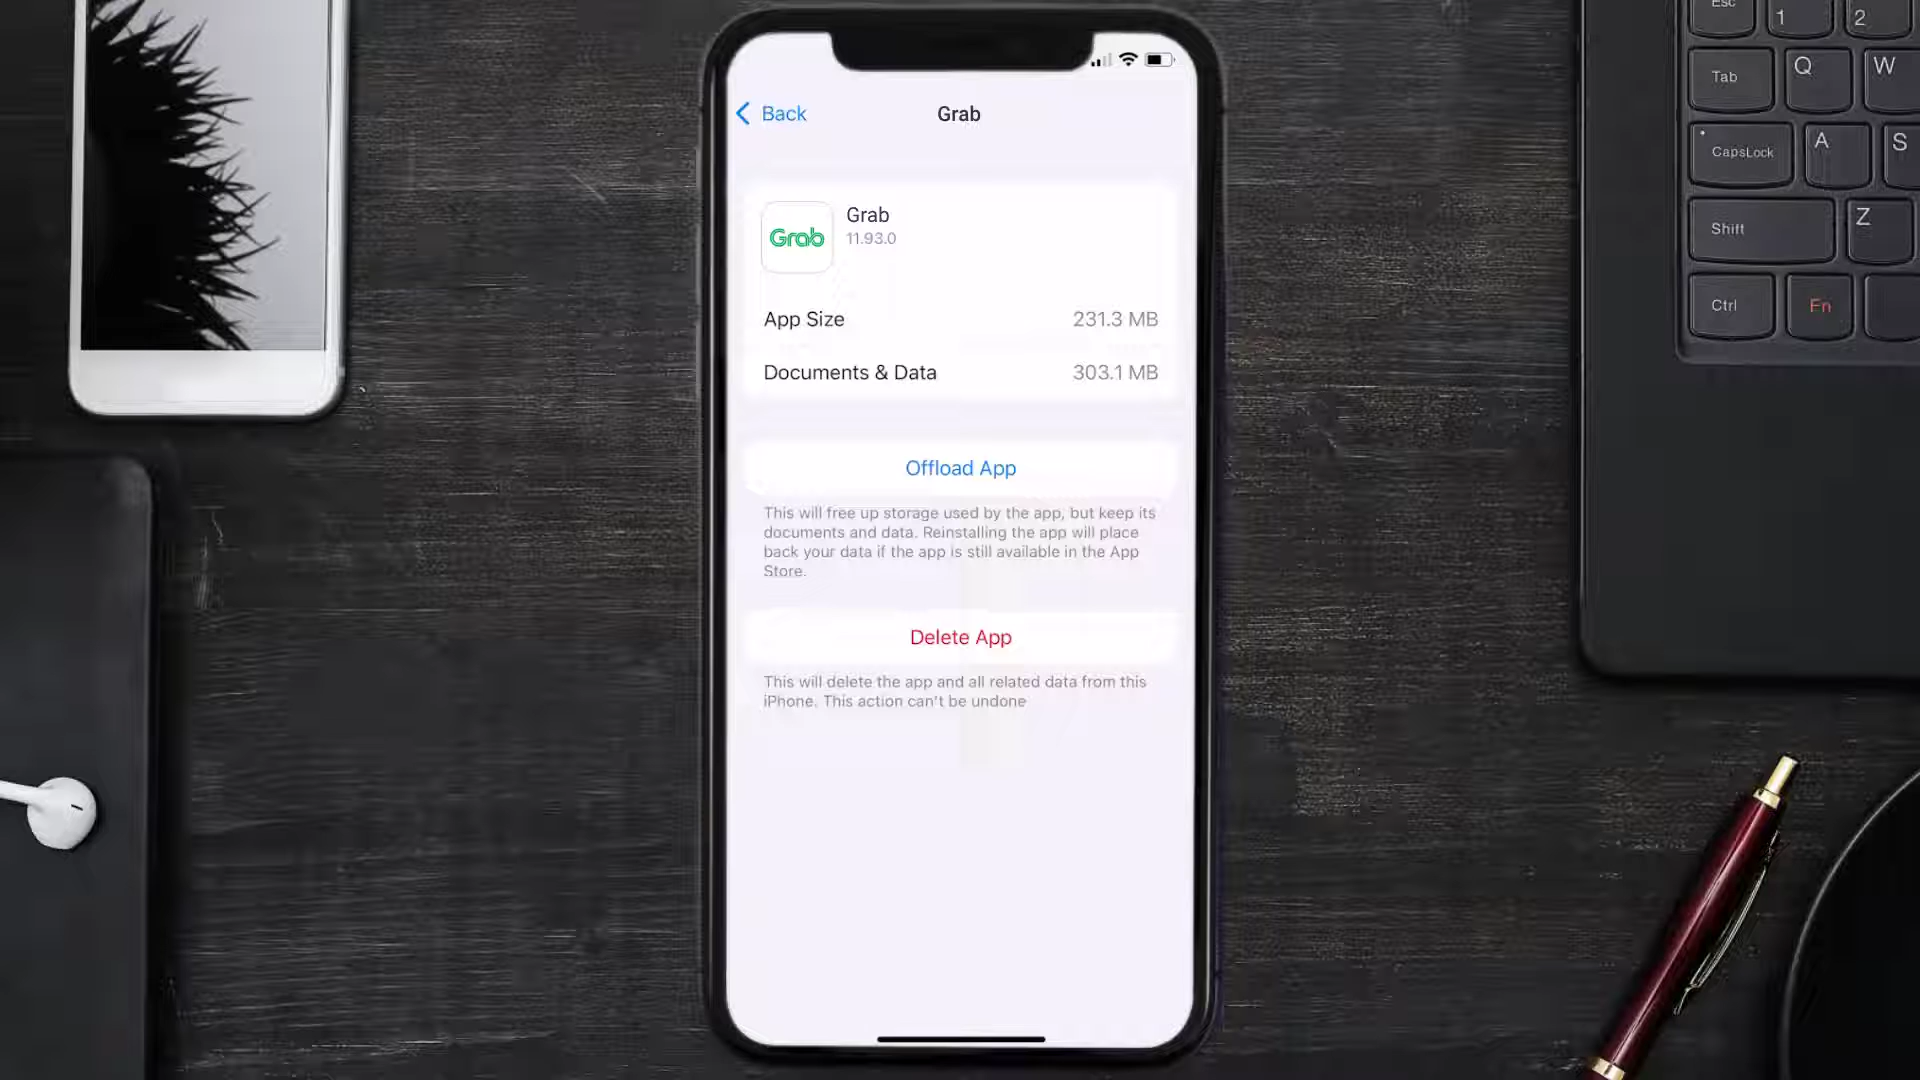 Back
Grab
Grab
Grab
11.93.0
App Size
231.3 MB
Documents & Data
303.1 MB
Offload App
This will free up storage used by the app, but keep its
documents and data. Reinstalling the app will place
back your data if the app is still available in the App
Store.
Delete App
This will delete the app and all related data from this
iPhone. This action can't be undone
Esc
1
2
Tab
Q
W
CapsLock
A
S
Shift
Z
Ctrl
Fn